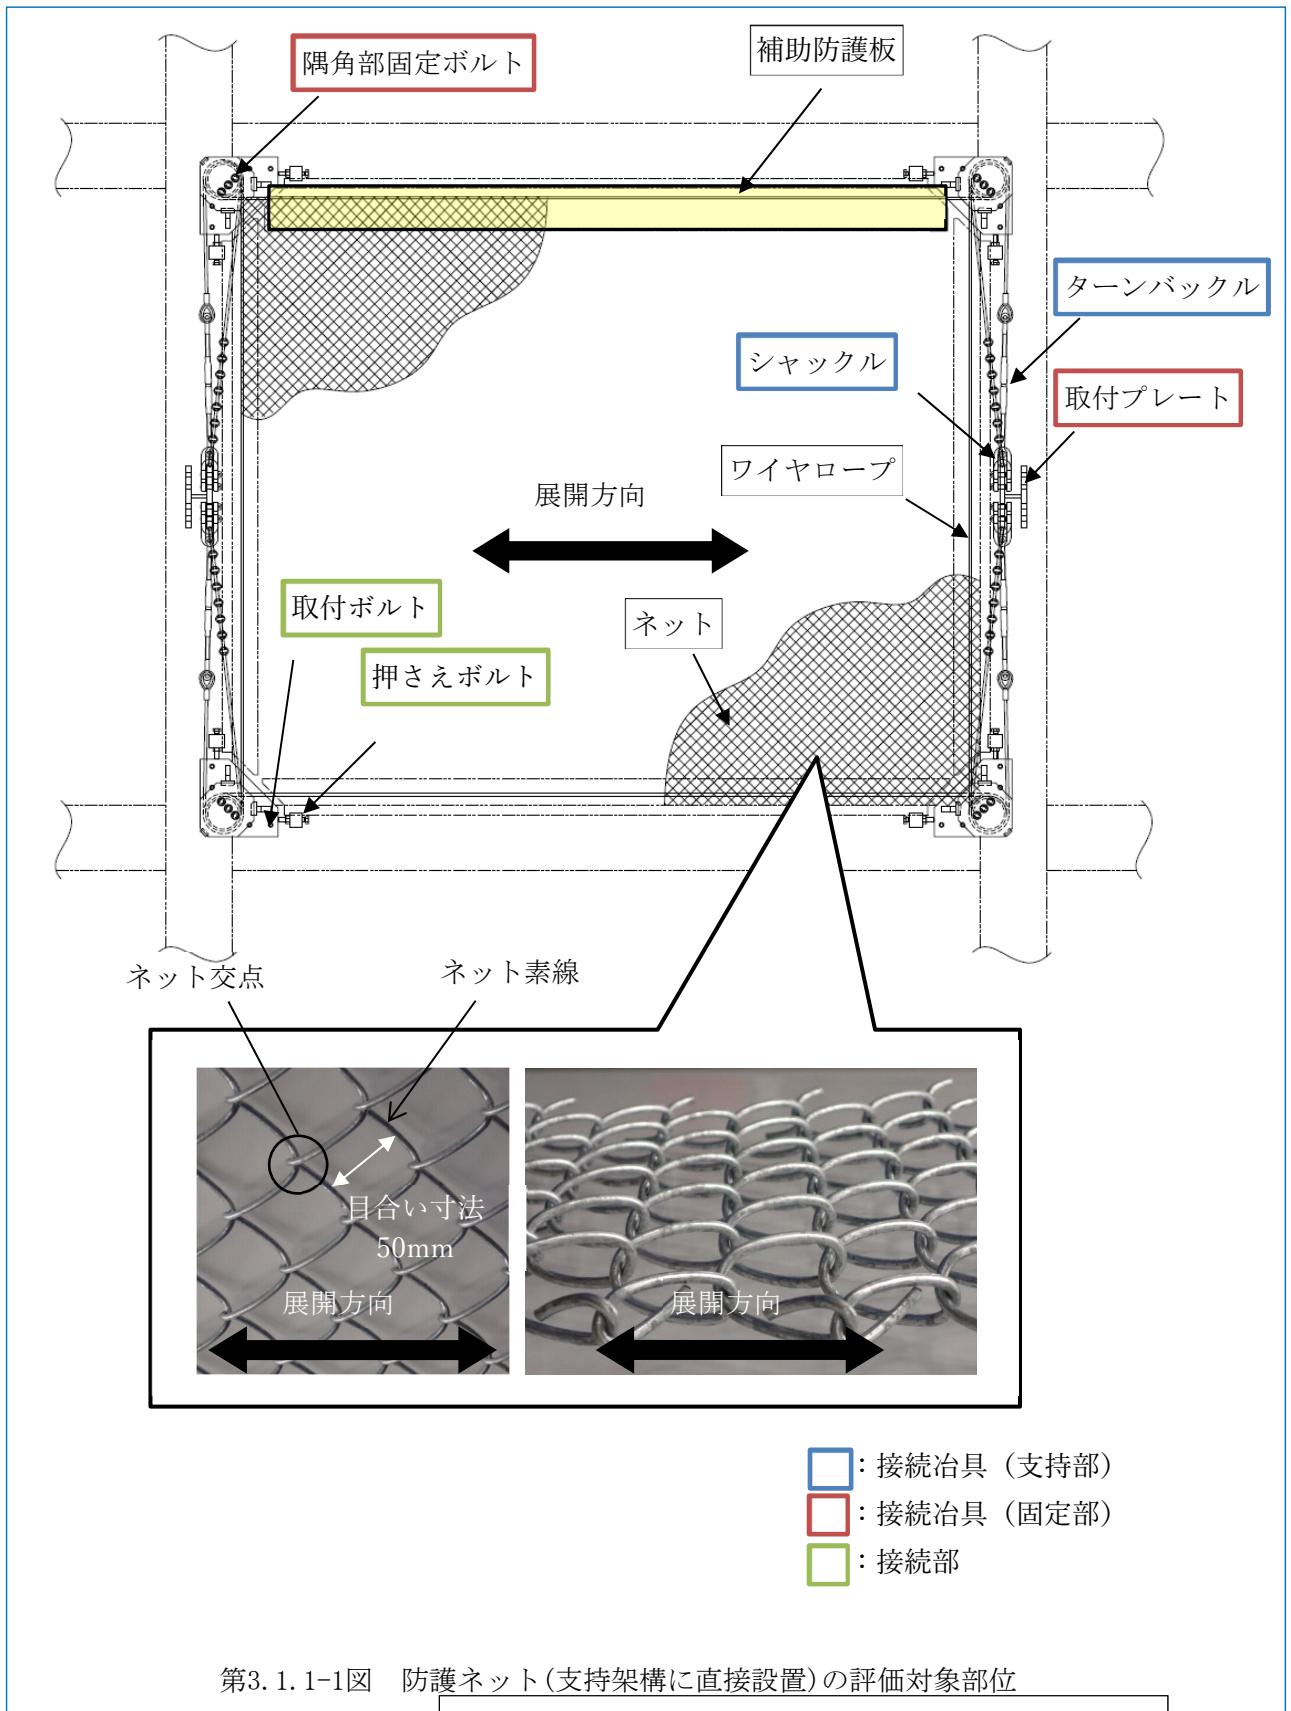 隅角部固定ボルト
補助防護板
ターンバックル
シャックル
取付プレート
ワイヤロープ
展開方向
取付ボルト
ネット
押さえボルト
ネット交点
ネット素線
目合い寸法
50mm
展開方向
展開方向
：接続冶具（支持部）
：接続冶具（固定部）
：接続部
第3.1.1-1図　防護ネット(支持架構に直接設置)の評価対象部位